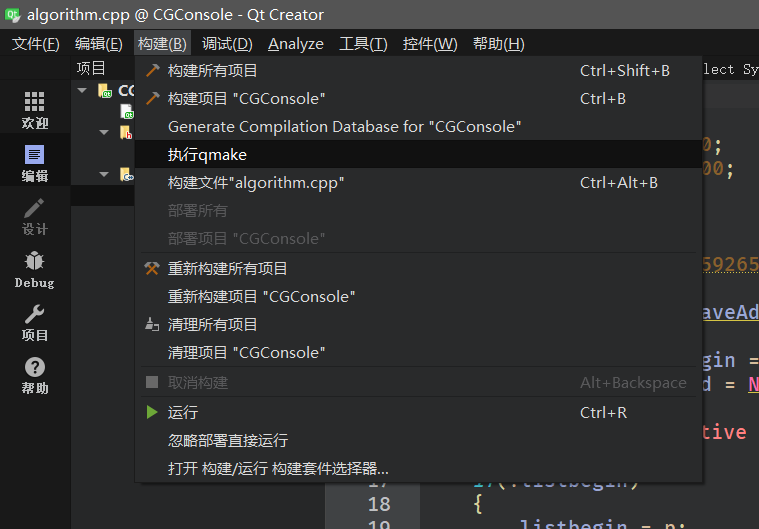 algorithm.cpp @ CGConsole - Qt Creator
文件(F) 编辑(E) 构建(B) 调试(D) Analyze 工具(T) 控件(W) 帮助(H)
项目
欢迎
编辑
设计
Debug
项目
帮助
构建所有项目 Ctrl+Shift+B
构建项目 "CGConsole" Ctrl+B
Generate Compilation Database for "CGConsole"
执行qmake
构建文件"algorithm.cpp" Ctrl+Alt+B
部署所有
部署项目 "CGConsole"
重新构建所有项目
重新构建项目 "CGConsole"
清理所有项目
清理项目 "CGConsole"
取消构建 Alt+Backspace
运行 Ctrl+R
忽略部署直接运行
打开 构建/运行 构建套件选择器...
lect Sy
0;
00;
59265
aveAd
gin =
d = N
tive
18 {
19 listbegin = p;